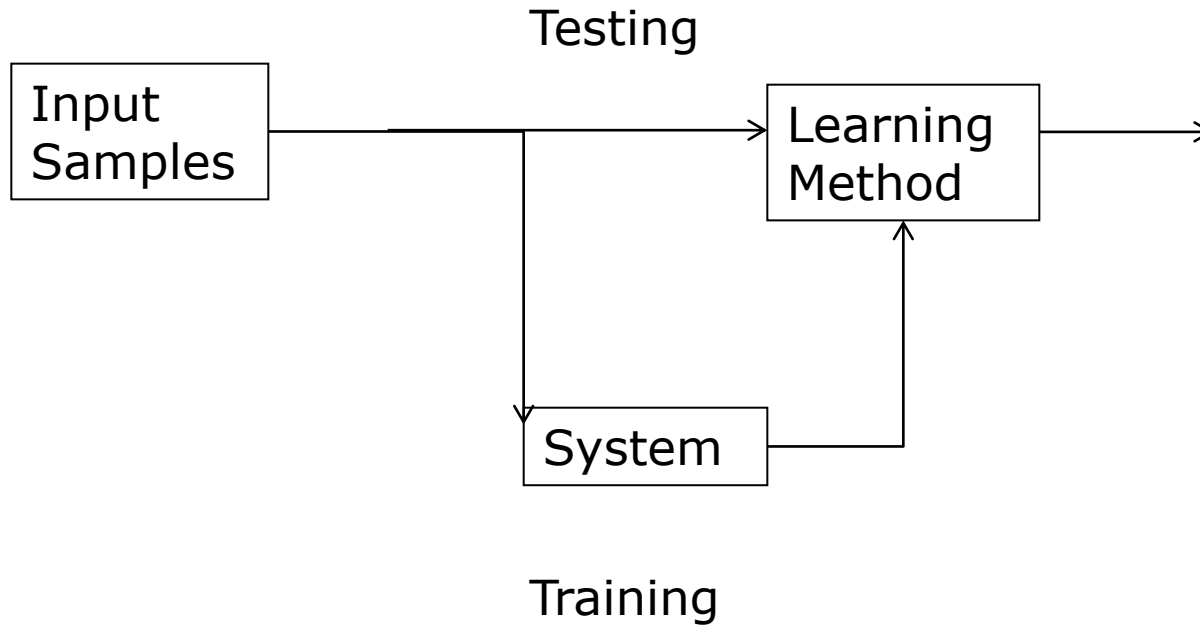 Testing
Input
Samples
Learning
Method
System
Training